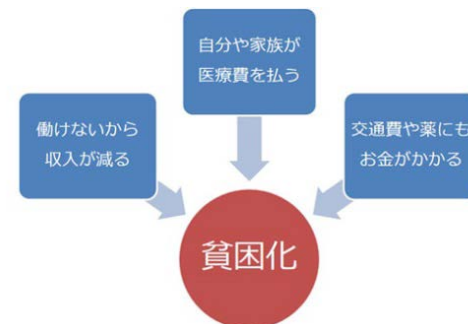 自分や家族が
医療費を払う
働けないから
収入が減る
交通費や薬にも
お金がかかる
貧困化